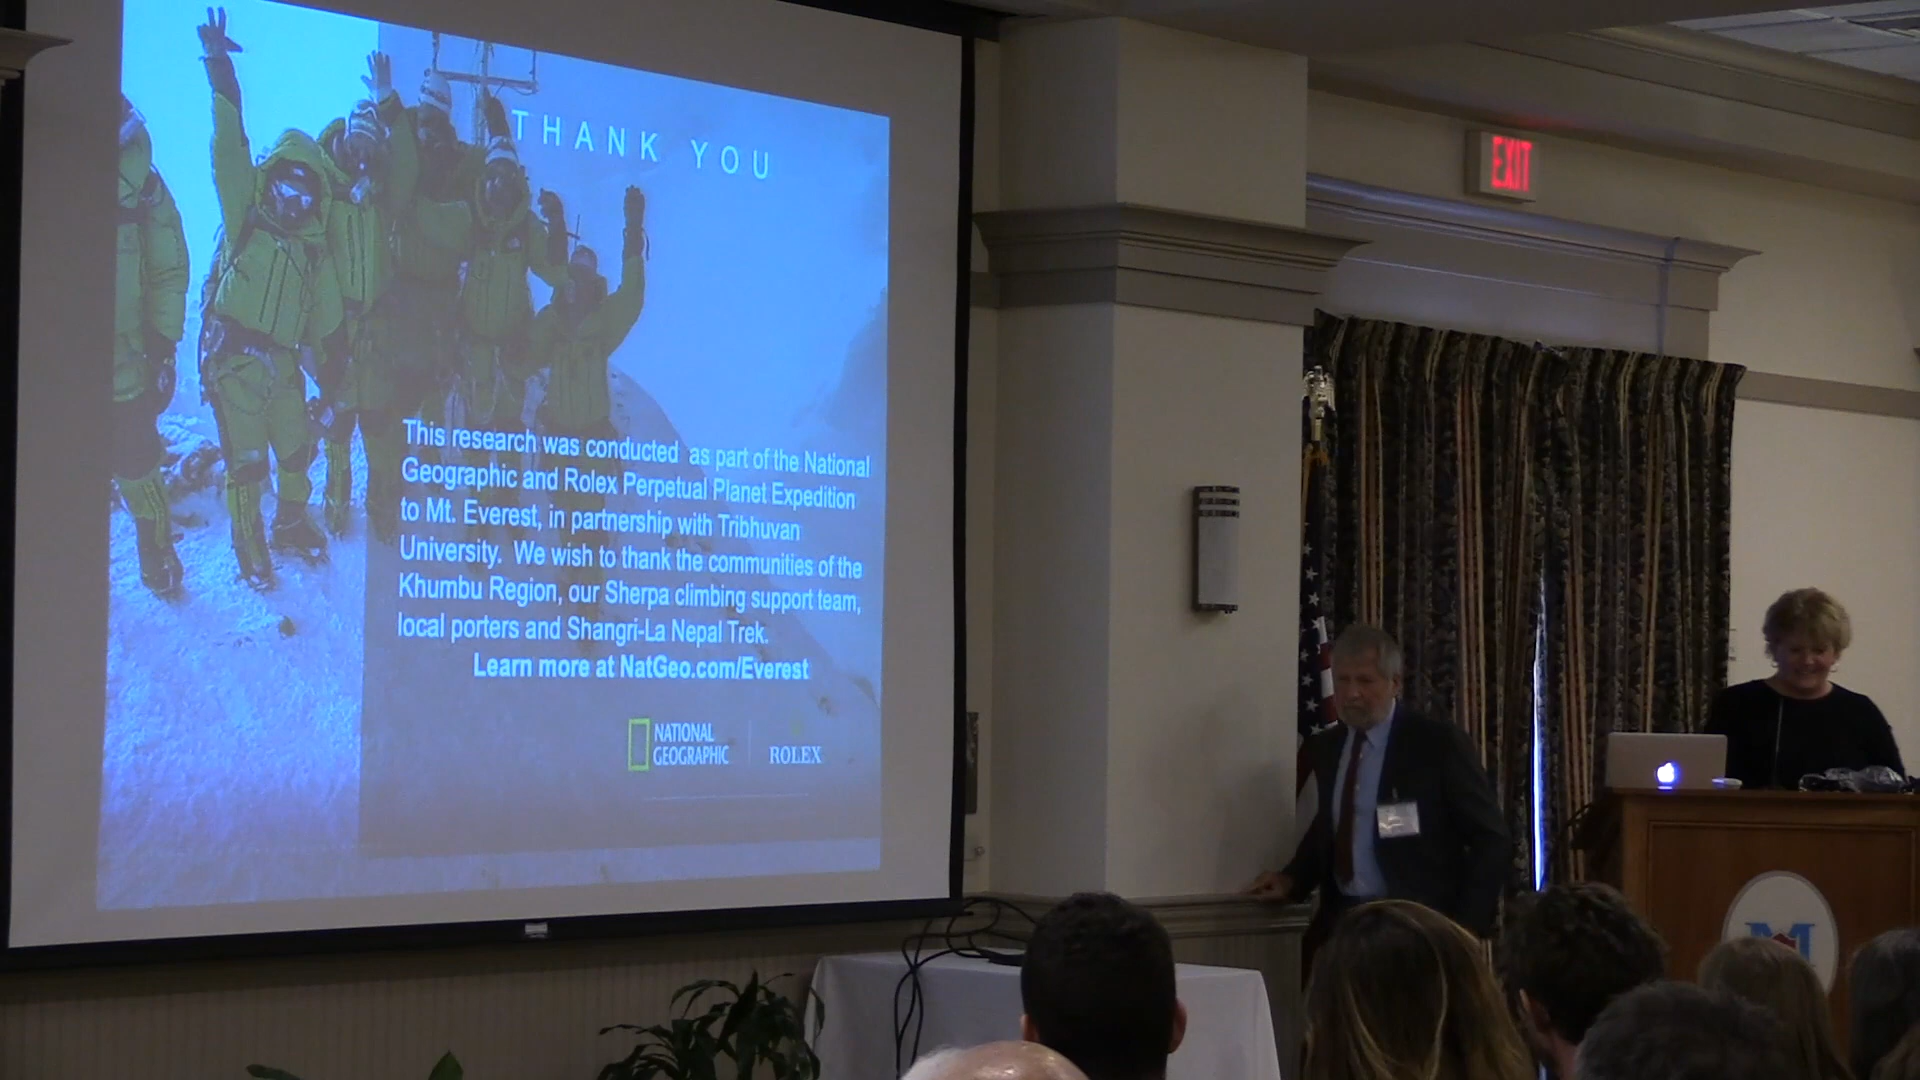 THANK YOU
EXIT
This research was conducted as part of the National
Geographic and Rolex Perpetual Planet Expedition
to Mt. Everest, in partnership with Tribhuvan
University. We wish to thank the communities of the
Khumbu Region, our Sherpa climbing support team,
local porters and Shangri-La Nepal Trek.
Learn more at NatGeo.com/Everest
NATIONAL
GEOGRAPHIC
ROLEX
M